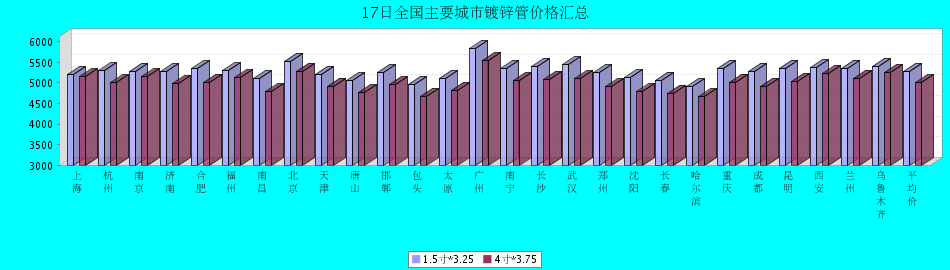 17日全国主要城市镀锌管价格汇总
6000
5500
5000
4500
4000
3500
3000
上海 杭州 南京 济南 合肥 福州 南昌 北京 天津 唐山 邯郸 包头 太原 广州 南宁 长沙 武汉 郑州 沈阳 长春 哈尔滨 重庆 成都 昆明 西安 兰州 乌鲁木齐 平均价
1.5寸*3.25 4寸*3.75